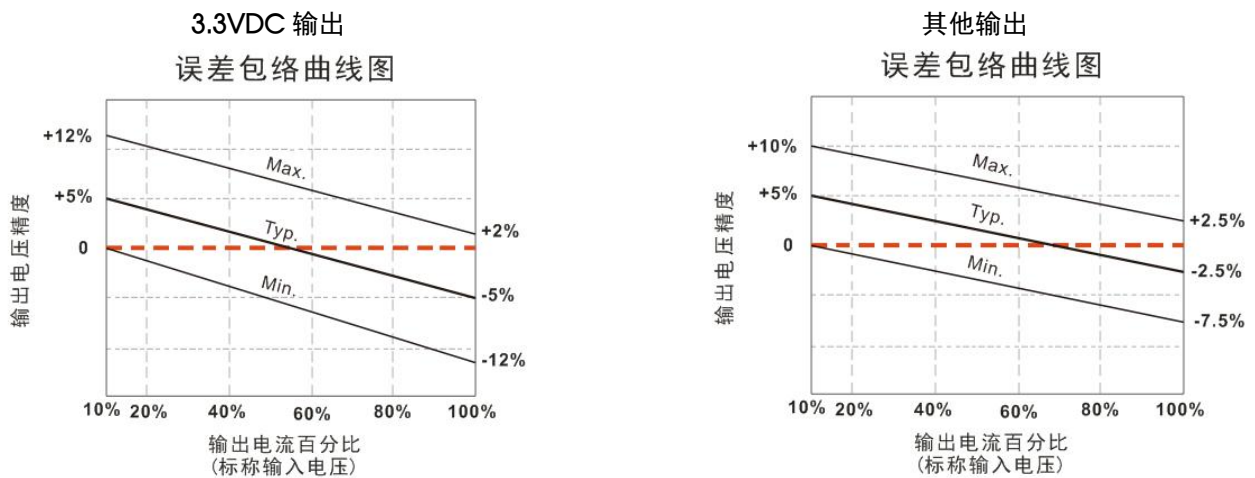 3.3VDC 输出
误差包络曲线图
+12%
+5%
0
Max.
Typ.
Min.
+2%
-5%
-12%
输出电压精度
10% 20% 40% 60% 80% 100%
输出电流百分比
(标称输入电压)
其他输出
误差包络曲线图
+10%
+5%
0
Max.
Typ.
Min.
+2.5%
-2.5%
-7.5%
输出电压精度
10% 20% 40% 60% 80% 100%
输出电流百分比
(标称输入电压)